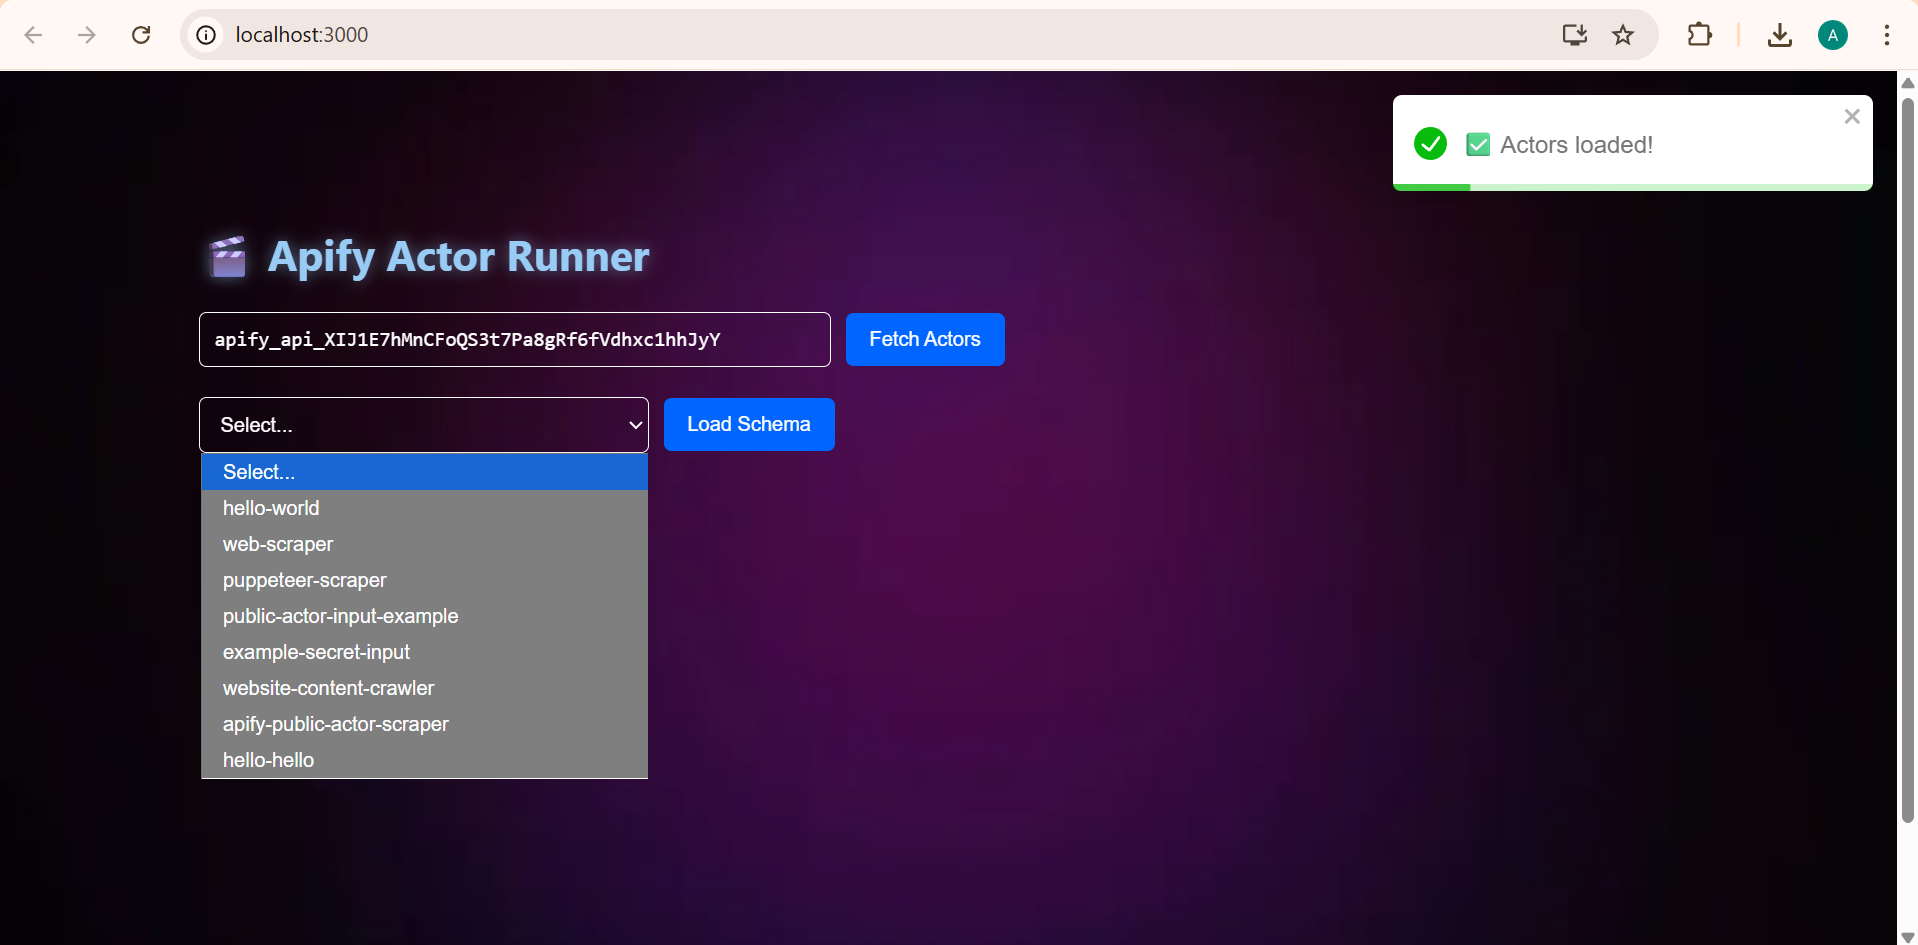 localhost:3000
A
✅ Actors loaded!
🎬 Apify Actor Runner
apify_api_XIJ1E7hMnCFoQS3t7Pa8gRf6fVdhxc1hhJyY
Fetch Actors
Select...
Load Schema
Select...
hello-world
web-scraper
puppeteer-scraper
public-actor-input-example
example-secret-input
website-content-crawler
apify-public-actor-scraper
hello-hello